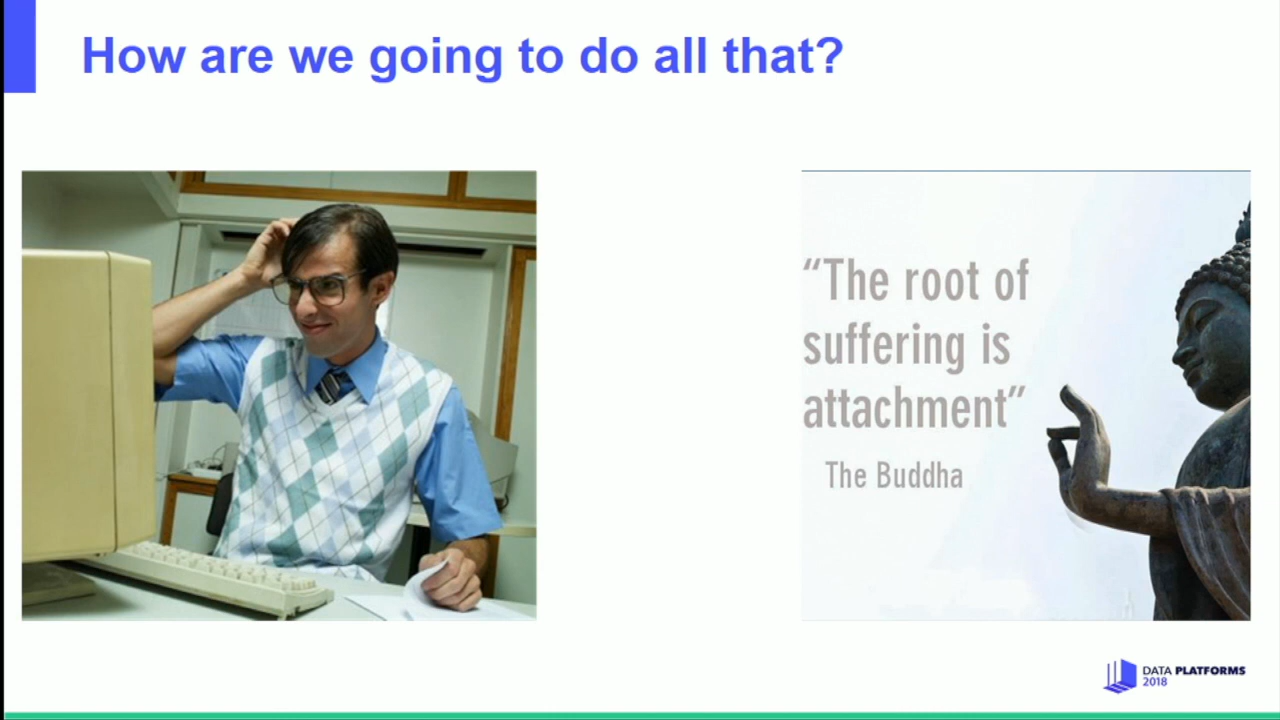 How are we going to do all that?
“The root of
suffering is
attachment”
The Buddha
DATA PLATFORMS
2018